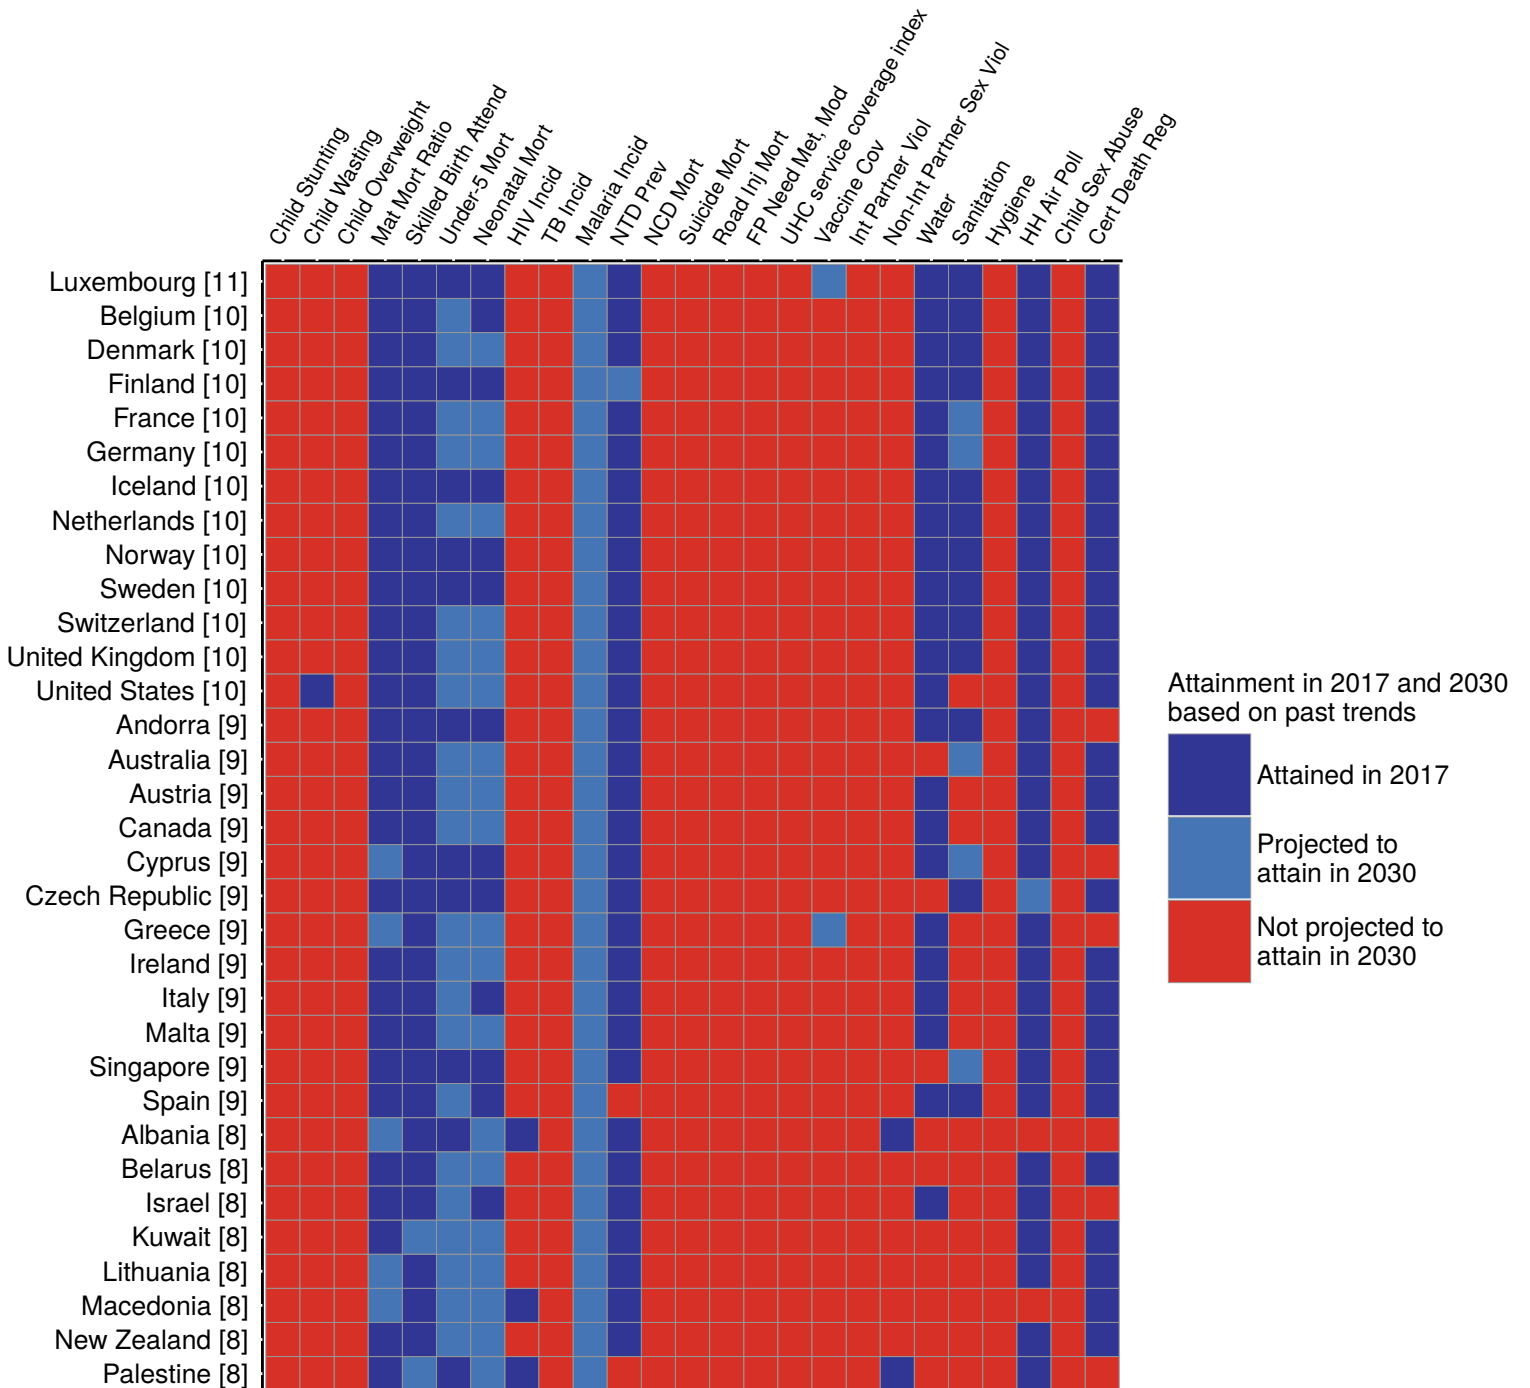 Child Stunting
Child Wasting
Child Overweight
Mat Mort Ratio
Skilled Birth Attend
Under-5 Mort
Neonatal Mort
HIV Incid
TB Incid
Malaria Incid
NTD Prev
NCD Mort
Suicide Mort
Road Inj Mort
FP Need Met, Mod
UHC service coverage index
Vaccine Cov
Int Partner Viol
Non-Int Partner Sex Viol
Water
Sanitation
Hygiene
HH Air Poll
Child Sex Abuse
Cert Death Reg
Luxembourg [11]
Belgium [10]
Denmark [10]
Finland [10]
France [10]
Germany [10]
Iceland [10]
Netherlands [10]
Norway [10]
Sweden [10]
Switzerland [10]
United Kingdom [10]
United States [10]
Andorra [9]
Australia [9]
Austria [9]
Canada [9]
Cyprus [9]
Czech Republic [9]
Greece [9]
Ireland [9]
Italy [9]
Malta [9]
Singapore [9]
Spain [9]
Albania [8]
Belarus [8]
Israel [8]
Kuwait [8]
Lithuania [8]
Macedonia [8]
New Zealand [8]
Palestine [8]
Attainment in 2017 and 2030
based on past trends
Attained in 2017
Projected to
attain in 2030
Not projected to
attain in 2030